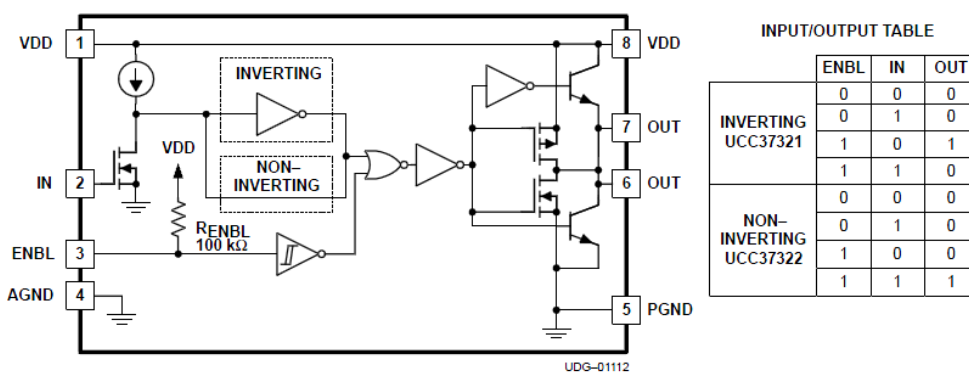 VDD 1
8 VDD
INVERTING
7 OUT
VDD
NON–
INVERTING
IN 2
6 OUT
RENBL
100 kΩ
ENBL 3
AGND 4
5 PGND
UDG–01112
INPUT/OUTPUT TABLE
ENBL IN OUT
INVERTING
UCC37321
0 0 0
0 1 0
1 0 1
1 1 0
NON–
INVERTING
UCC37322
0 0 0
0 1 0
1 0 0
1 1 1